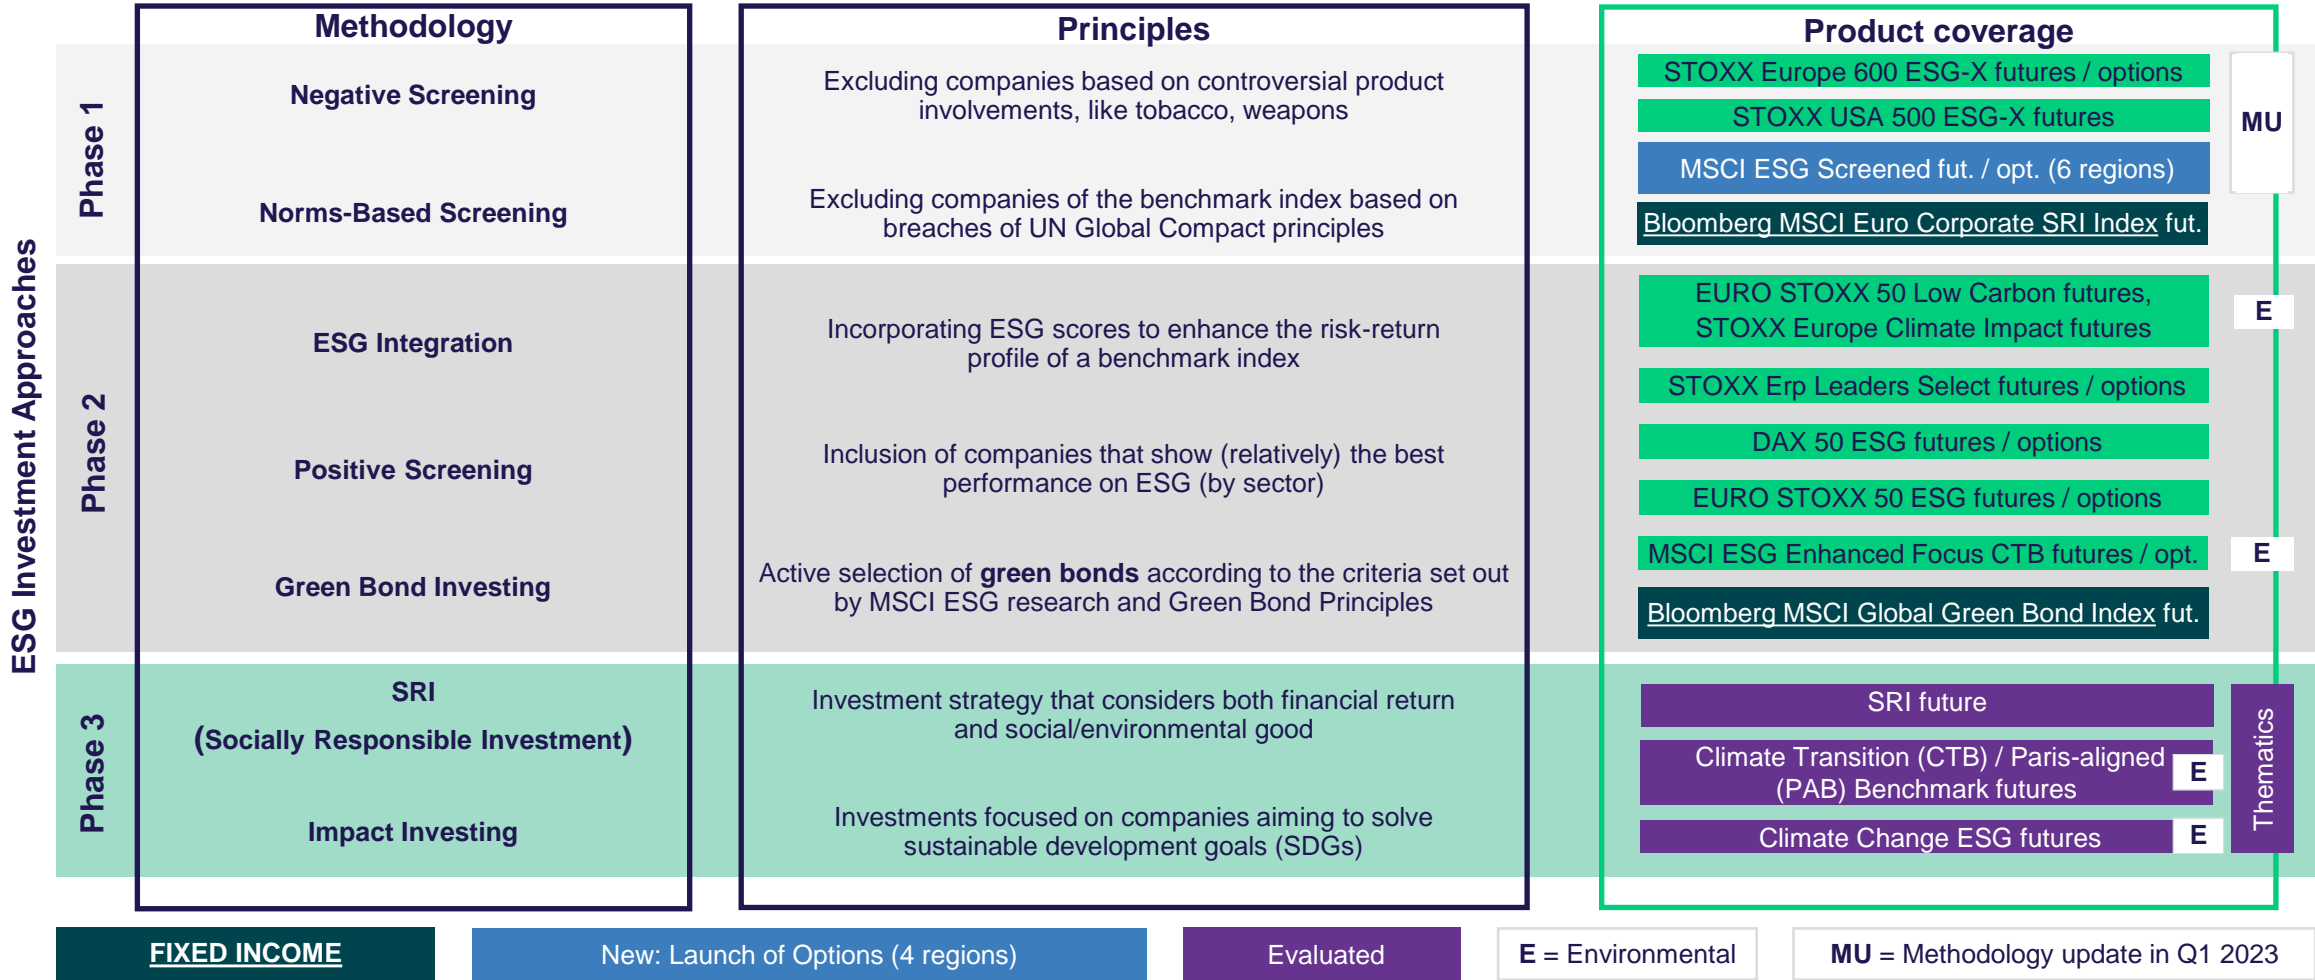 Methodology
Principles
Product coverage
ESG Investment Approaches
Phase 1
Negative Screening
Excluding companies based on controversial product
involvements, like tobacco, weapons
Norms-Based Screening
Excluding companies of the benchmark index based on
breaches of UN Global Compact principles
STOXX Europe 600 ESG-X futures / options
STOXX USA 500 ESG-X futures
MSCI ESG Screened fut. / opt. (6 regions)
Bloomberg MSCI Euro Corporate SRI Index fut.
MU
Phase 2
ESG Integration
Incorporating ESG scores to enhance the risk-return
profile of a benchmark index
Positive Screening
Inclusion of companies that show (relatively) the best
performance on ESG (by sector)
Green Bond Investing
Active selection of green bonds according to the criteria set out
by MSCI ESG research and Green Bond Principles
EURO STOXX 50 Low Carbon futures,
STOXX Europe Climate Impact futures
E
STOXX Erp Leaders Select futures / options
DAX 50 ESG futures / options
EURO STOXX 50 ESG futures / options
MSCI ESG Enhanced Focus CTB futures / opt.
E
Bloomberg MSCI Global Green Bond Index fut.
Phase 3
SRI
(Socially Responsible Investment)
Investment strategy that considers both financial return
and social/environmental good
Impact Investing
Investments focused on companies aiming to solve
sustainable development goals (SDGs)
SRI future
Climate Transition (CTB) / Paris-aligned
(PAB) Benchmark futures
E
Climate Change ESG futures
E
Thematics
FIXED INCOME
New: Launch of Options (4 regions)
Evaluated
E = Environmental
MU = Methodology update in Q1 2023